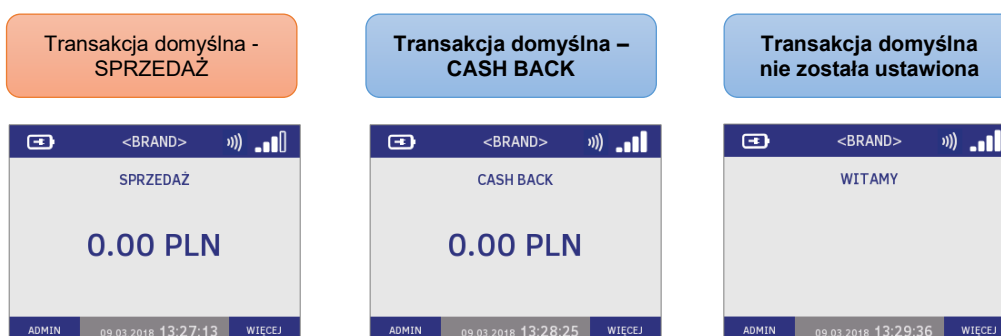 Transakcja domyślna -
SPRZEDAŻ
Transakcja domyślna –
CASH BACK
Transakcja domyślna
nie została ustawiona
<BRAND>
SPRZEDAŻ
0.00 PLN
ADMIN 09 03 2018 13:27:13 WIĘCEJ
<BRAND>
CASH BACK
0.00 PLN
ADMIN 09 03 2018 13:28:25 WIĘCEJ
<BRAND>
WITAMY
ADMIN 09 03 2018 13:29:36 WIĘCEJ